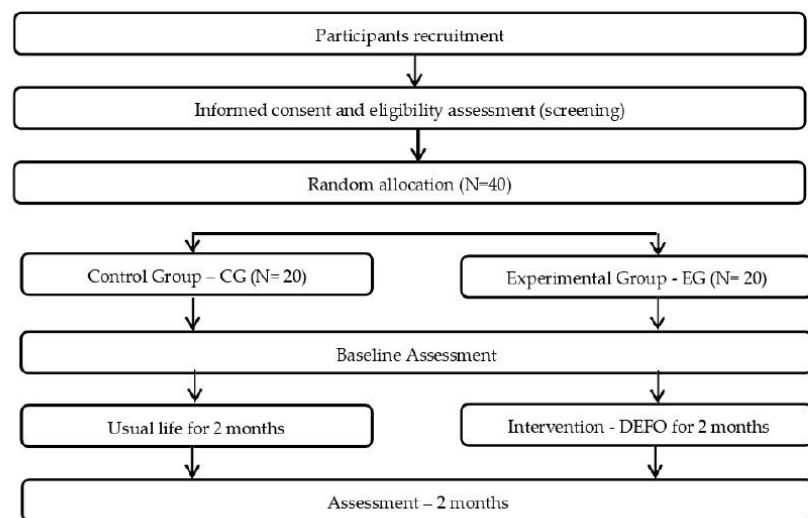 Participants recruitment
Informed consent and eligibility assessment (screening)
Random allocation (N=40)
Control Group – CG (N= 20)
Experimental Group - EG (N= 20)
Baseline Assessment
Usual life for 2 months
Intervention - DEFO for 2 months
Assessment – 2 months